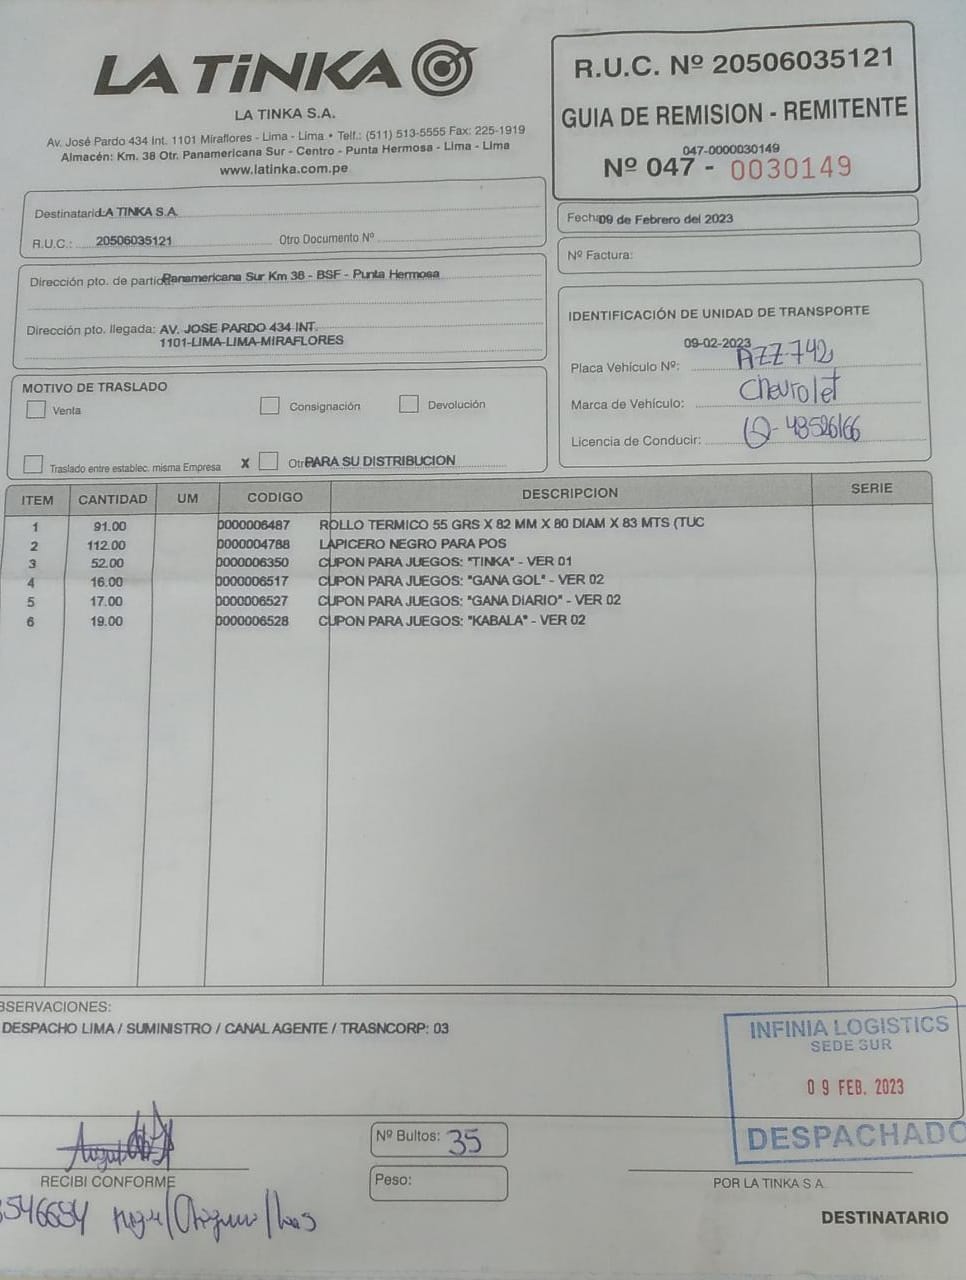 LA TiNKA
LA TINKA S.A.
Av. José Pardo 434 Int. 1101 Miraflores - Lima - Lima • Telf.: (511) 513-5555 Fax: 225-1919
Almacén: Km. 38 Otr. Panamericana Sur - Centro - Punta Hermosa - Lima - Lima
www.latinka.com.pe
R.U.C. Nº 20506035121
GUIA DE REMISION - REMITENTE
047-0000030149
Nº 047 - 0030149
Destinatario: LA TINKA S.A.
R.U.C.: 20506035121 Otro Documento Nº
Fecha 09 de Febrero del 2023
Nº Factura:
Dirección pto. de partida Panamericana Sur Km 38 - BSF - Punta Hermosa
Dirección pto. llegada: AV. JOSE PARDO 434 INT.
1101-LIMA-LIMA-MIRAFLORES
IDENTIFICACIÓN DE UNIDAD DE TRANSPORTE
09-02-2023
Placa Vehículo Nº: AZZ-742
Marca de Vehículo: Chevrolet
Licencia de Conducir: Q-43526166
MOTIVO DE TRASLADO
Venta Consignación Devolución
Traslado entre establec. misma Empresa X Otr PARA SU DISTRIBUCION
ITEM CANTIDAD UM CODIGO DESCRIPCION SERIE
1 91.00 0000006487 ROLLO TERMICO 55 GRS X 82 MM X 80 DIAM X 83 MTS (TUC
2 112.00 0000004788 LAPICERO NEGRO PARA POS
3 52.00 0000006350 CUPON PARA JUEGOS: "TINKA" - VER 01
4 16.00 0000006517 CUPON PARA JUEGOS: "GANA GOL" - VER 02
5 17.00 0000006527 CUPON PARA JUEGOS: "GANA DIARIO" - VER 02
6 19.00 0000006528 CUPON PARA JUEGOS: "KABALA" - VER 02
BSERVACIONES:
DESPACHO LIMA / SUMINISTRO / CANAL AGENTE / TRASNCORP: 03
INFINIA LOGISTICS
SEDE SUR
09 FEB. 2023
DESPACHADO
Nº Bultos: 35
Peso:
RECIBI CONFORME
POR LA TINKA S.A.
DESTINATARIO